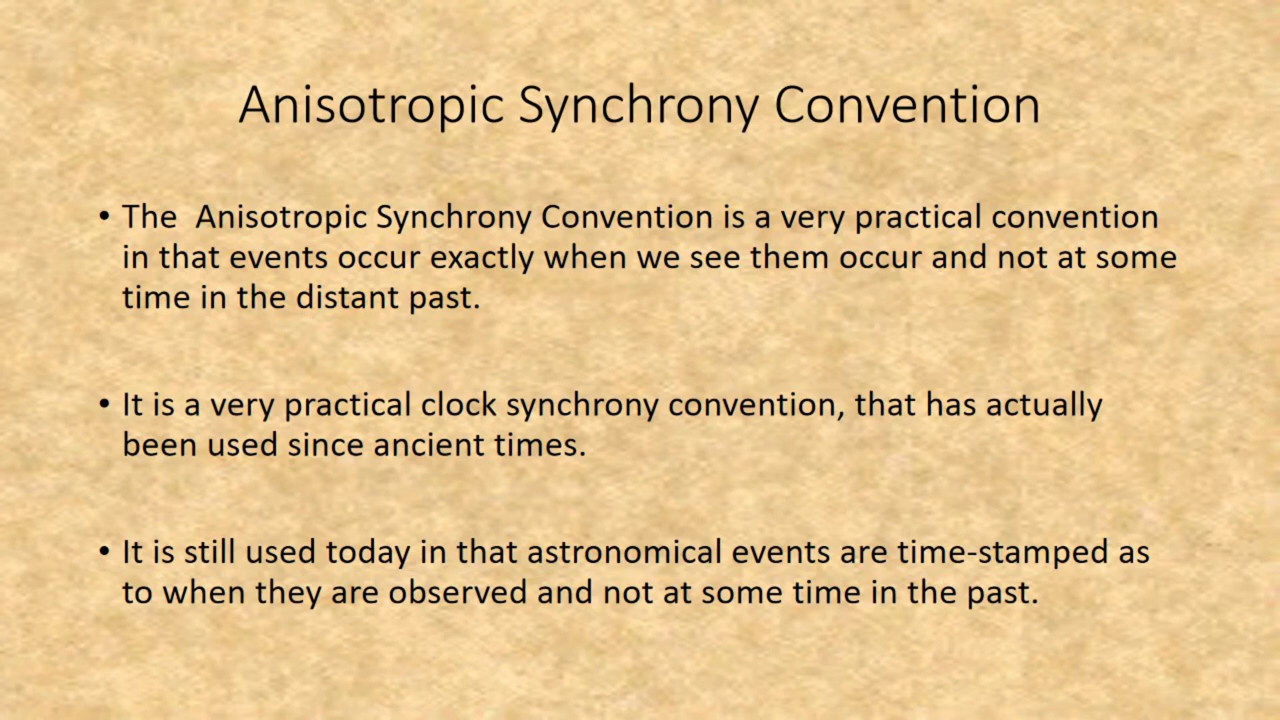 Anisotropic Synchrony Convention
• The  Anisotropic Synchrony Convention is a very practical convention
in that events occur exactly when we see them occur and not at some
time in the distant past.
• It is a very practical clock synchrony convention, that has actually
been used since ancient times.
• It is still used today in that astronomical events are time-stamped as
to when they are observed and not at some time in the past.